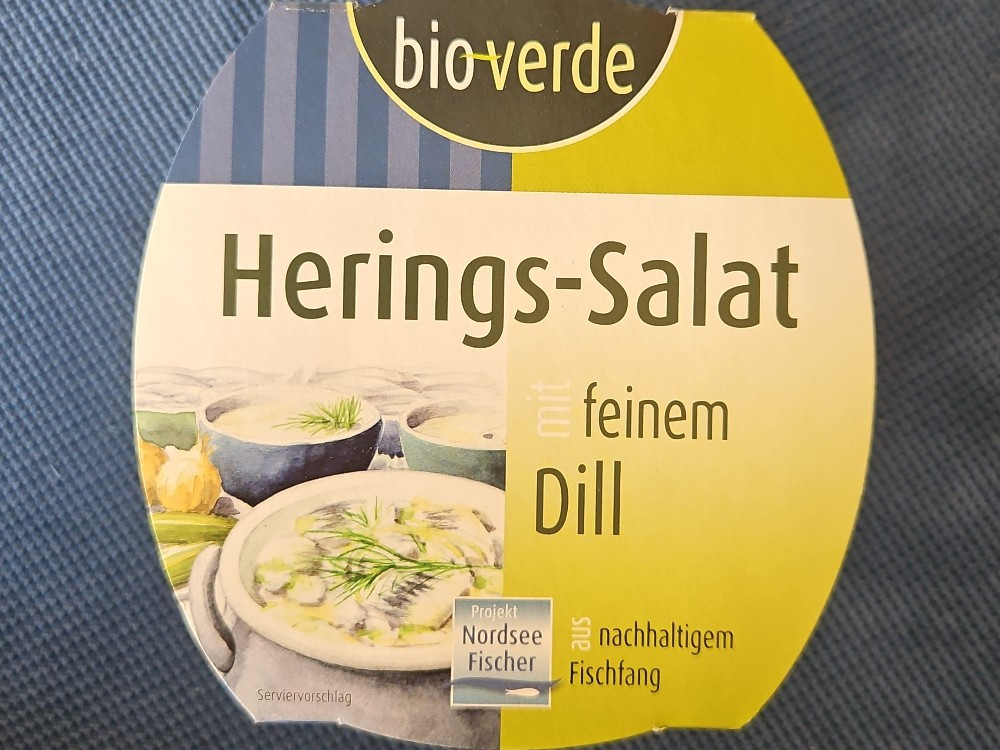 bio-verde
Herings-Salat
mit feinem
Dill
Projekt
Nordsee
Fischer
aus nachhaltigem
Fischfang
Serviervorschlag